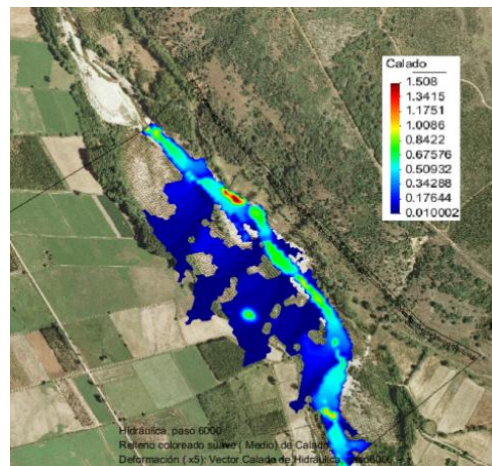 Calado
1.508
1.3415
1.1751
1.0086
0.8422
0.67576
0.50932
0.34288
0.17644
0.010002
Hidráulica, paso 6000
Relleno coloreado suave ( Medio) de Calado
Deformación ( x5): Vector Calado de Hidráulica, paso6000